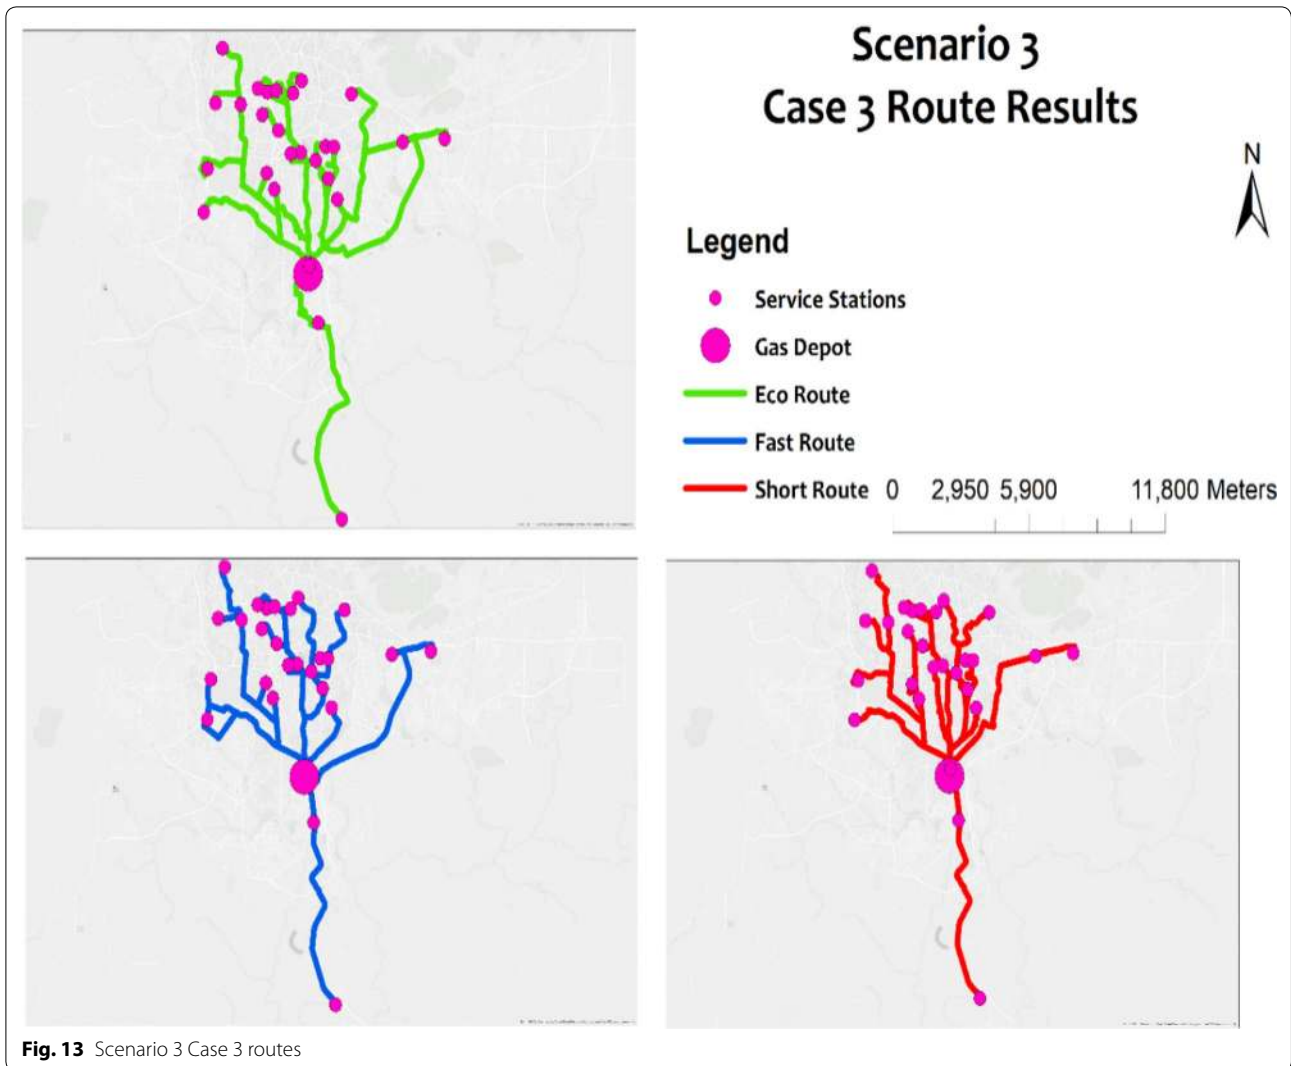 Scenario 3
Case 3 Route Results
N
Legend
Service Stations
Gas Depot
Eco Route
Fast Route
Short Route 0 2,950 5,900 11,800 Meters
Fig. 13 Scenario 3 Case 3 routes